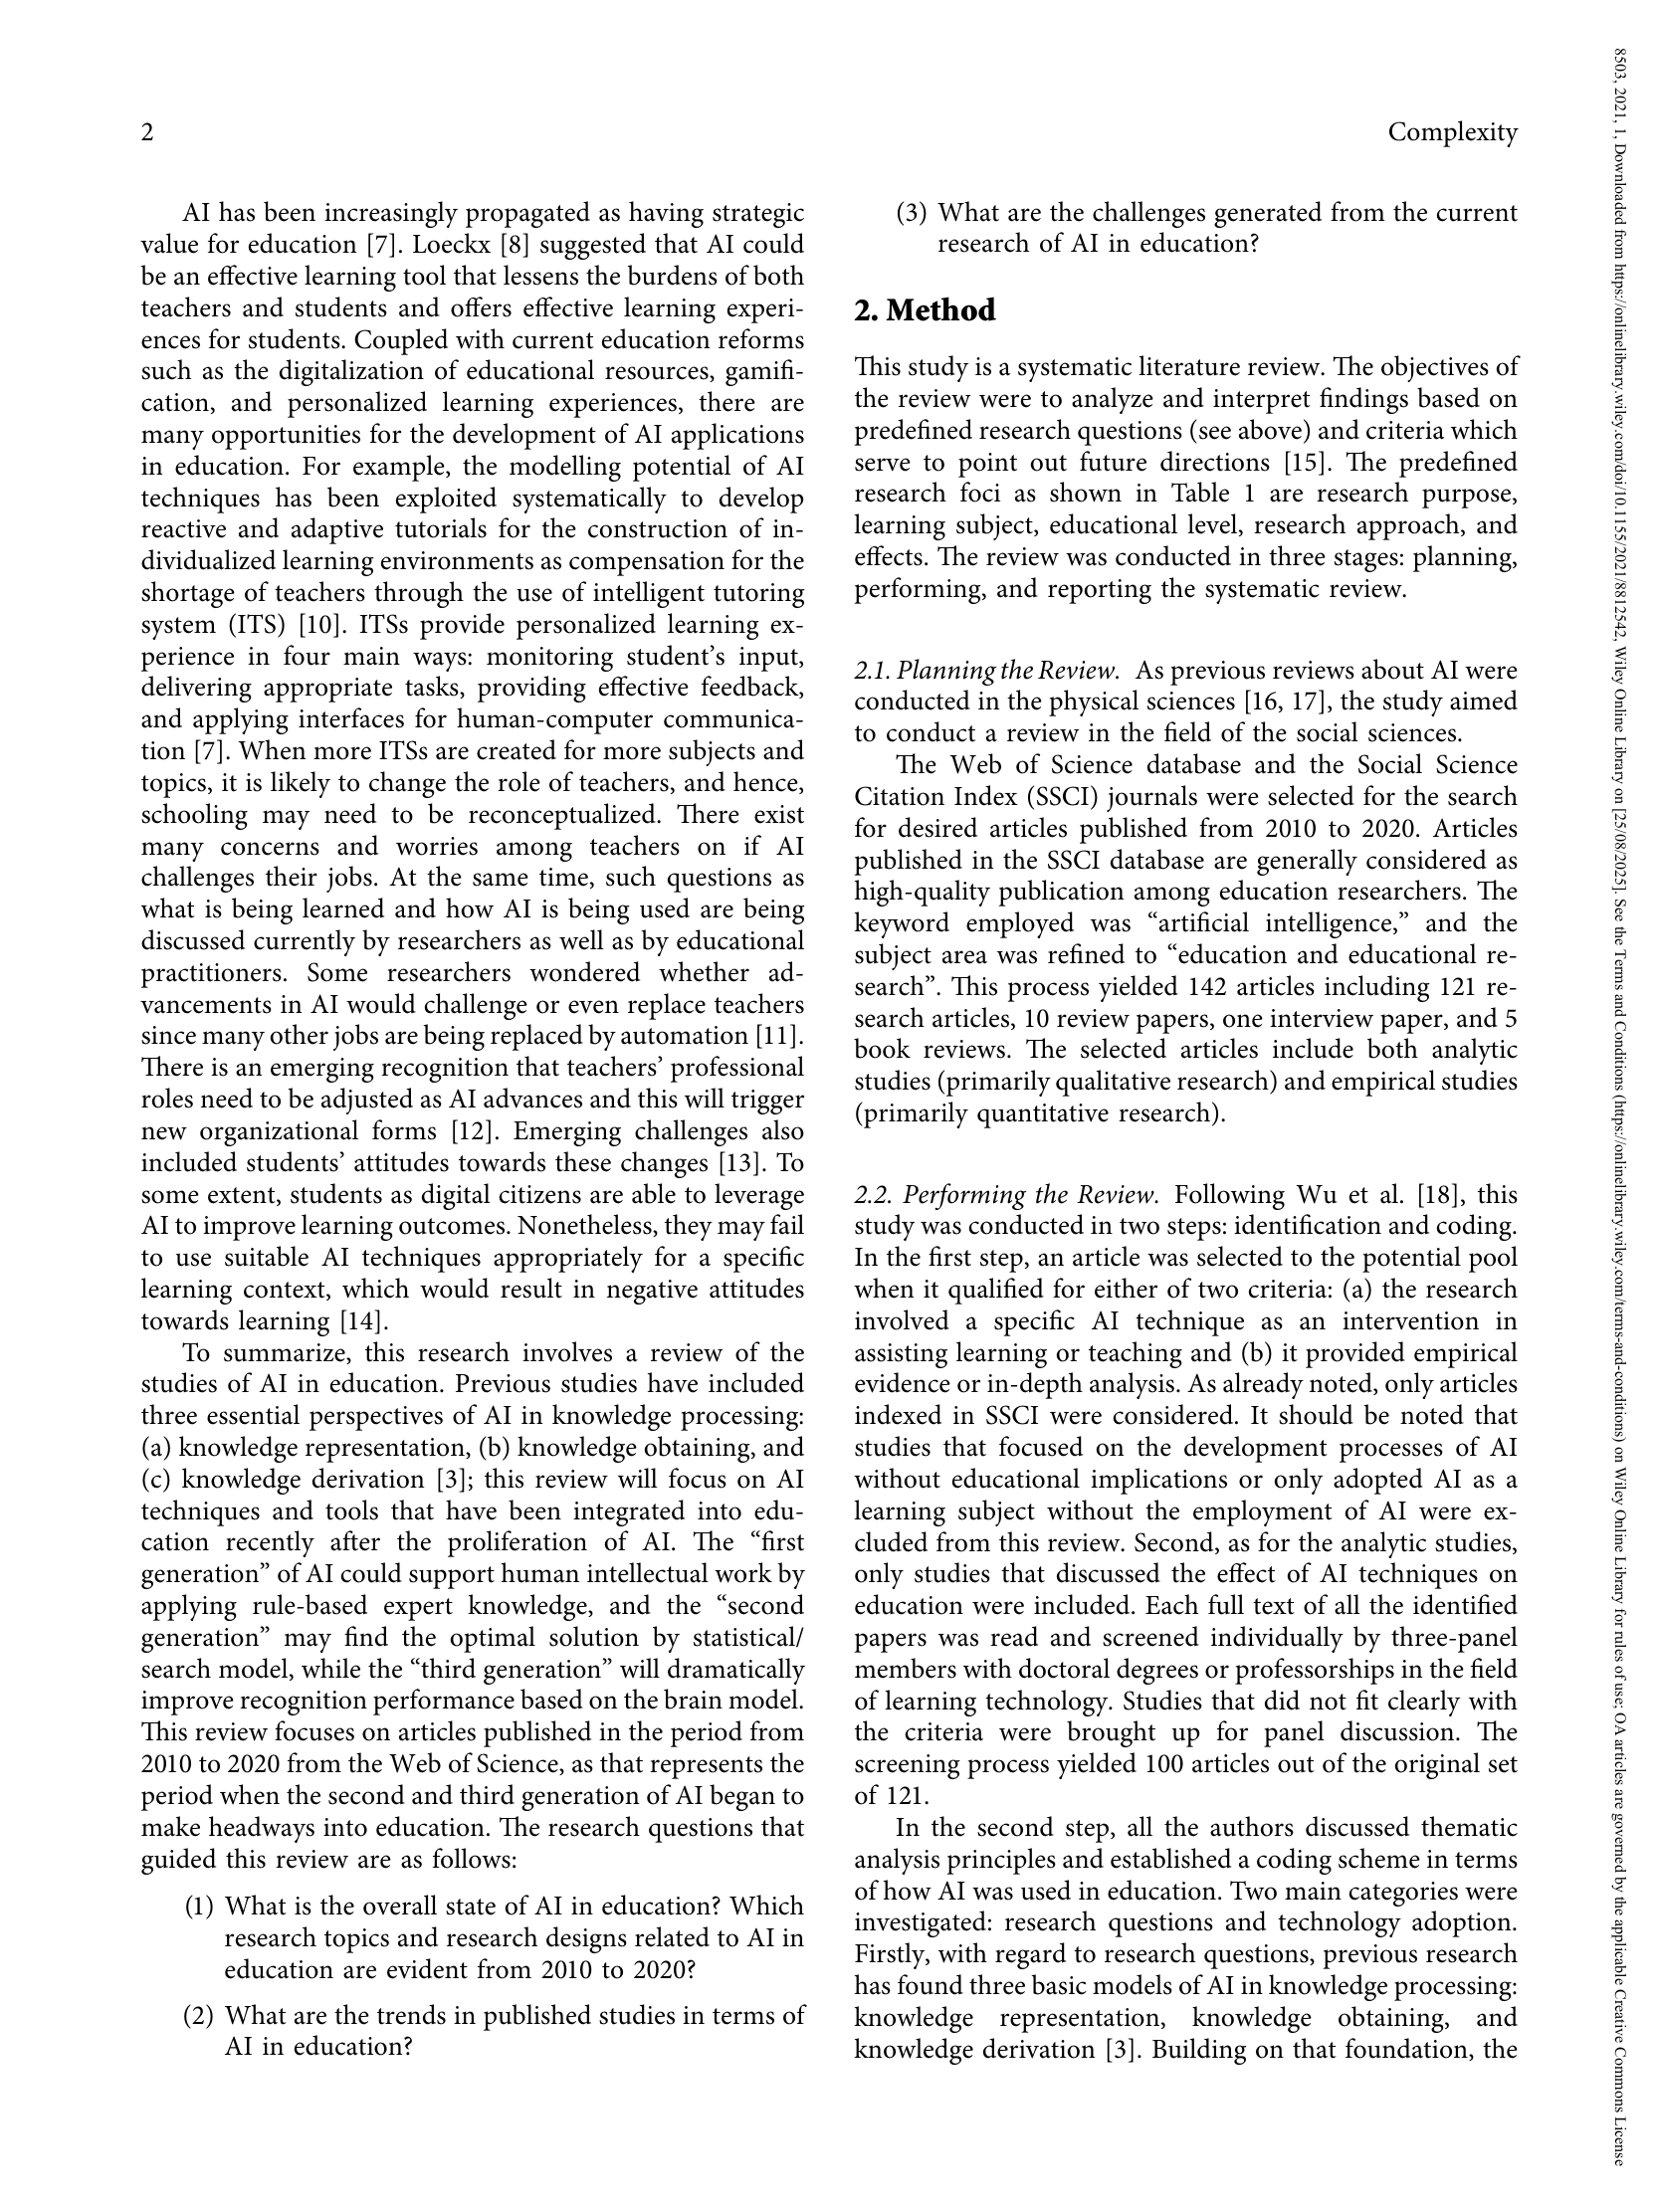 2
Complexity
AI has been increasingly propagated as having strategic
value for education [7]. Loeckx [8] suggested that AI could
be an effective learning tool that lessens the burdens of both
teachers and students and offers effective learning experi-
ences for students. Coupled with current education reforms
such as the digitalization of educational resources, gamifi-
cation, and personalized learning experiences, there are
many opportunities for the development of AI applications
in education. For example, the modelling potential of AI
techniques has been exploited systematically to develop
reactive and adaptive tutorials for the construction of in-
dividualized learning environments as compensation for the
shortage of teachers through the use of intelligent tutoring
system (ITS) [10]. ITSs provide personalized learning ex-
perience in four main ways: monitoring student’s input,
delivering appropriate tasks, providing effective feedback,
and applying interfaces for human-computer communica-
tion [7]. When more ITSs are created for more subjects and
topics, it is likely to change the role of teachers, and hence,
schooling may need to be reconceptualized. There exist
many concerns and worries among teachers on if AI
challenges their jobs. At the same time, such questions as
what is being learned and how AI is being used are being
discussed currently by researchers as well as by educational
practitioners. Some researchers wondered whether ad-
vancements in AI would challenge or even replace teachers
since many other jobs are being replaced by automation [11].
There is an emerging recognition that teachers’ professional
roles need to be adjusted as AI advances and this will trigger
new organizational forms [12]. Emerging challenges also
included students’ attitudes towards these changes [13]. To
some extent, students as digital citizens are able to leverage
AI to improve learning outcomes. Nonetheless, they may fail
to use suitable AI techniques appropriately for a specific
learning context, which would result in negative attitudes
towards learning [14].
To summarize, this research involves a review of the
studies of AI in education. Previous studies have included
three essential perspectives of AI in knowledge processing:
(a) knowledge representation, (b) knowledge obtaining, and
(c) knowledge derivation [3]; this review will focus on AI
techniques and tools that have been integrated into edu-
cation recently after the proliferation of AI. The “first
generation” of AI could support human intellectual work by
applying rule-based expert knowledge, and the “second
generation” may find the optimal solution by statistical/
search model, while the “third generation” will dramatically
improve recognition performance based on the brain model.
This review focuses on articles published in the period from
2010 to 2020 from the Web of Science, as that represents the
period when the second and third generation of AI began to
make headways into education. The research questions that
guided this review are as follows:
(1) What is the overall state of AI in education? Which
research topics and research designs related to AI in
education are evident from 2010 to 2020?
(2) What are the trends in published studies in terms of
AI in education?
(3) What are the challenges generated from the current
research of AI in education?
2. Method
This study is a systematic literature review. The objectives of
the review were to analyze and interpret findings based on
predefined research questions (see above) and criteria which
serve to point out future directions [15]. The predefined
research foci as shown in Table 1 are research purpose,
learning subject, educational level, research approach, and
effects. The review was conducted in three stages: planning,
performing, and reporting the systematic review.
2.1. Planning the Review. As previous reviews about AI were
conducted in the physical sciences [16, 17], the study aimed
to conduct a review in the field of the social sciences.
The Web of Science database and the Social Science
Citation Index (SSCI) journals were selected for the search
for desired articles published from 2010 to 2020. Articles
published in the SSCI database are generally considered as
high-quality publication among education researchers. The
keyword employed was “artificial intelligence,” and the
subject area was refined to “education and educational re-
search”. This process yielded 142 articles including 121 re-
search articles, 10 review papers, one interview paper, and 5
book reviews. The selected articles include both analytic
studies (primarily qualitative research) and empirical studies
(primarily quantitative research).
2.2. Performing the Review. Following Wu et al. [18], this
study was conducted in two steps: identification and coding.
In the first step, an article was selected to the potential pool
when it qualified for either of two criteria: (a) the research
involved a specific AI technique as an intervention in
assisting learning or teaching and (b) it provided empirical
evidence or in-depth analysis. As already noted, only articles
indexed in SSCI were considered. It should be noted that
studies that focused on the development processes of AI
without educational implications or only adopted AI as a
learning subject without the employment of AI were ex-
cluded from this review. Second, as for the analytic studies,
only studies that discussed the effect of AI techniques on
education were included. Each full text of all the identified
papers was read and screened individually by three-panel
members with doctoral degrees or professorships in the field
of learning technology. Studies that did not fit clearly with
the criteria were brought up for panel discussion. The
screening process yielded 100 articles out of the original set
of 121.
In the second step, all the authors discussed thematic
analysis principles and established a coding scheme in terms
of how AI was used in education. Two main categories were
investigated: research questions and technology adoption.
Firstly, with regard to research questions, previous research
has found three basic models of AI in knowledge processing:
knowledge representation, knowledge obtaining, and
knowledge derivation [3]. Building on that foundation, the
8503, 2021, 1, Downloaded from https://onlinelibrary.wiley.com/doi/10.1155/2021/8812542, Wiley Online Library on [25/08/2025]. See the Terms and Conditions (https://onlinelibrary.wiley.com/terms-and-conditions) on Wiley Online Library for rules of use; OA articles are governed by the applicable Creative Commons License